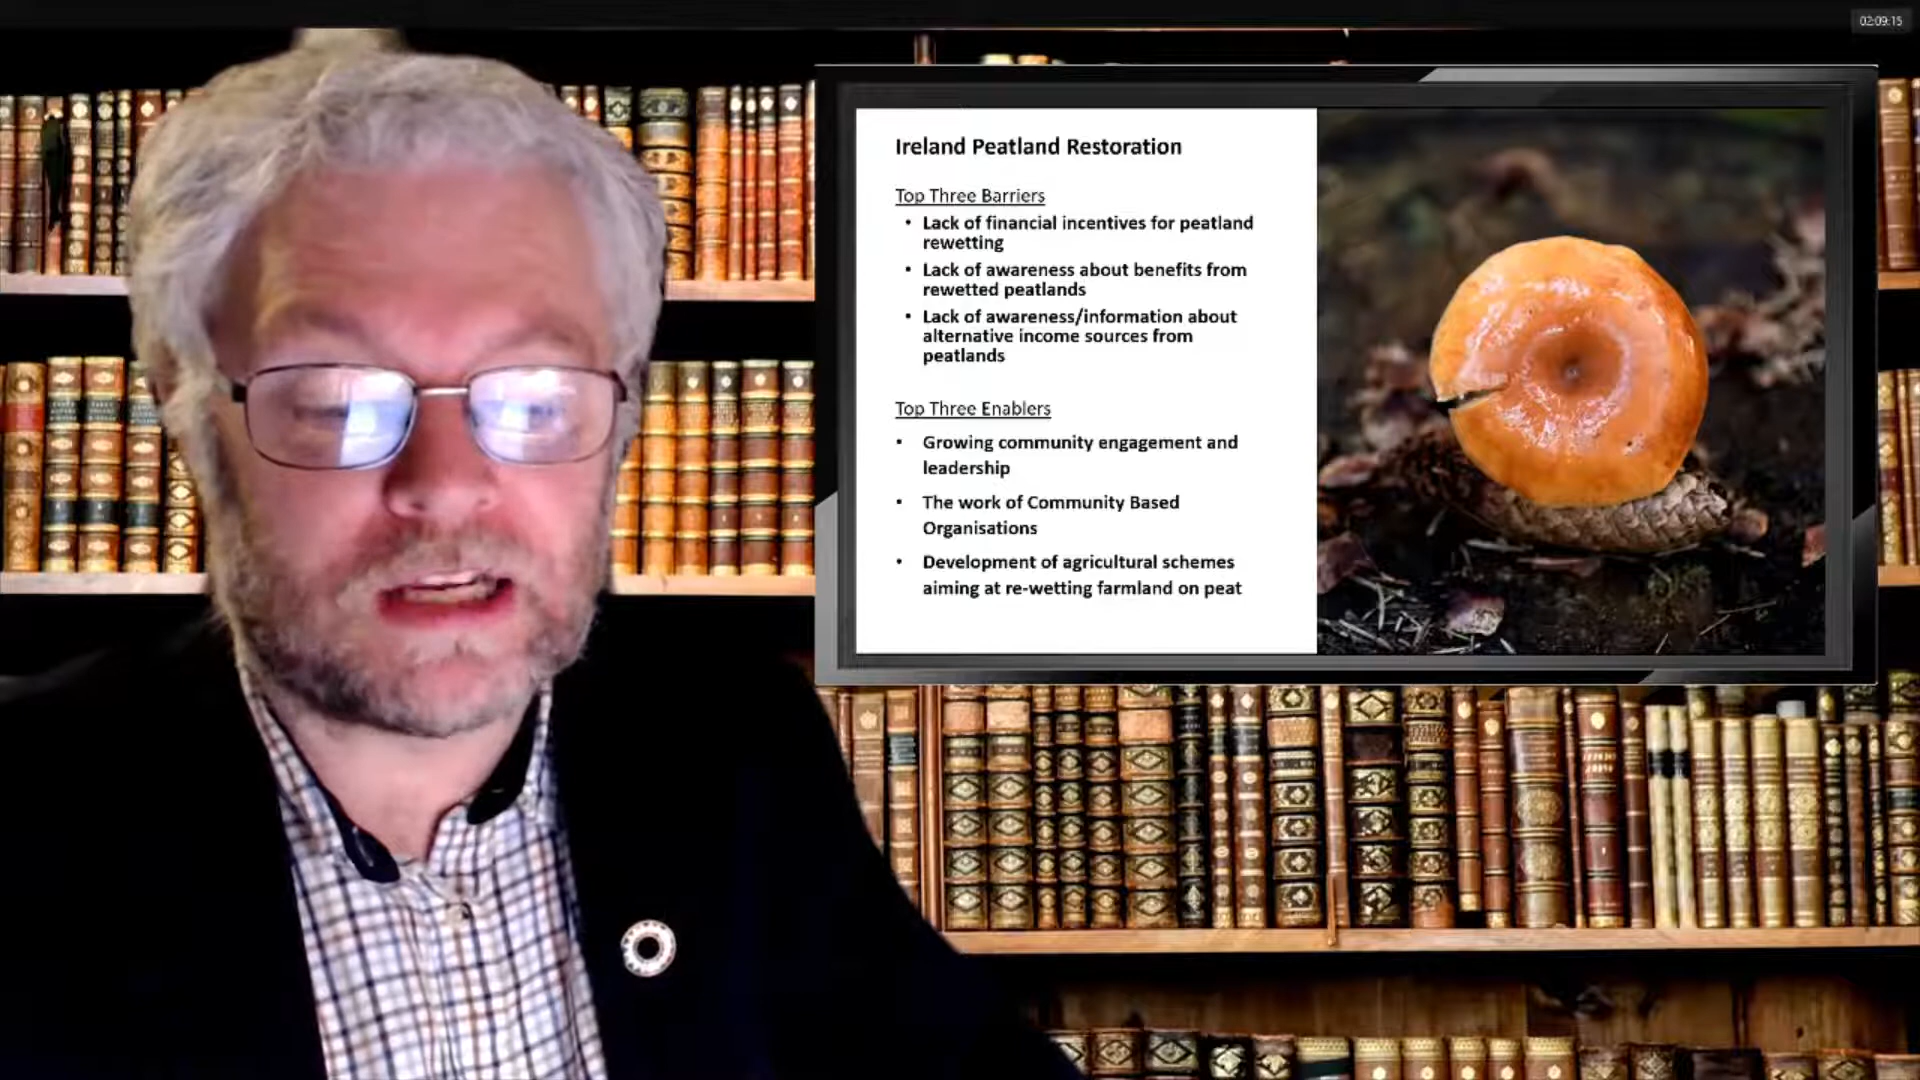 02:09:15
Ireland Peatland Restoration
Top Three Barriers
• Lack of financial incentives for peatland
rewetting
• Lack of awareness about benefits from
rewetted peatlands
• Lack of awareness/information about
alternative income sources from
peatlands
Top Three Enablers
• Growing community engagement and
leadership
• The work of Community Based
Organisations
• Development of agricultural schemes
aiming at re-wetting farmland on peat